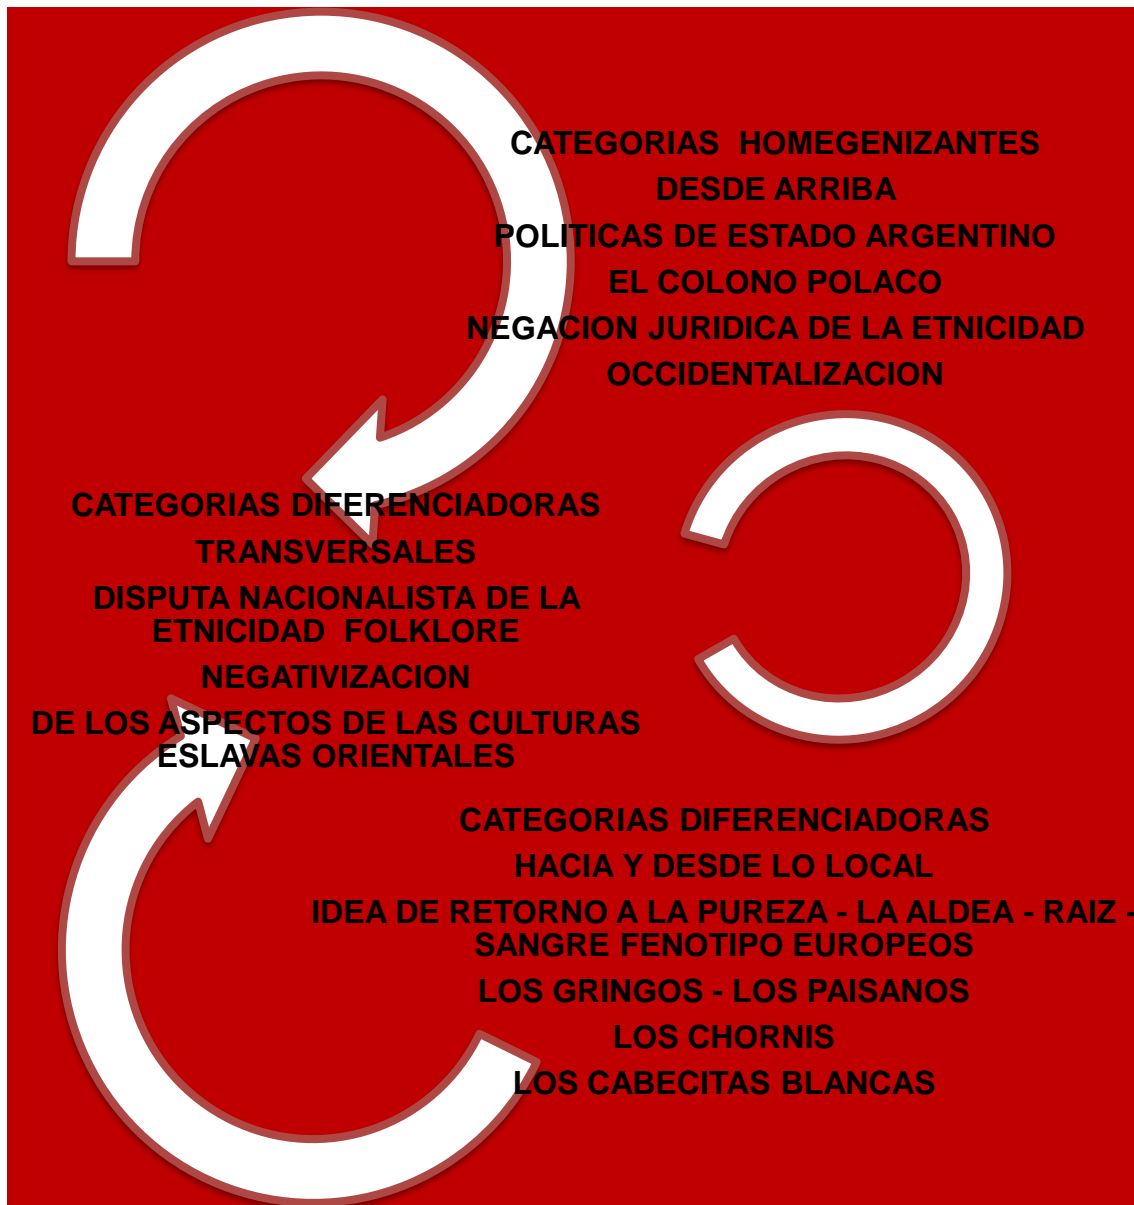 CATEGORIAS HOMEGENIZANTES
DESDE ARRIBA
POLITICAS DE ESTADO ARGENTINO
EL COLONO POLACO
NEGACION JURIDICA DE LA ETNICIDAD
OCCIDENTALIZACION
CATEGORIAS DIFERENCIADORAS
TRANSVERSALES
DISPUTA NACIONALISTA DE LA
ETNICIDAD FOLKLORE
NEGATIVIZACION
DE LOS ASPECTOS DE LAS CULTURAS
ESLAVAS ORIENTALES
CATEGORIAS DIFERENCIADORAS
HACIA Y DESDE LO LOCAL
IDEA DE RETORNO A LA PUREZA - LA ALDEA - RAIZ -
SANGRE FENOTIPO EUROPEOS
LOS GRINGOS - LOS PAISANOS
LOS CHORNIS
LOS CABECITAS BLANCAS